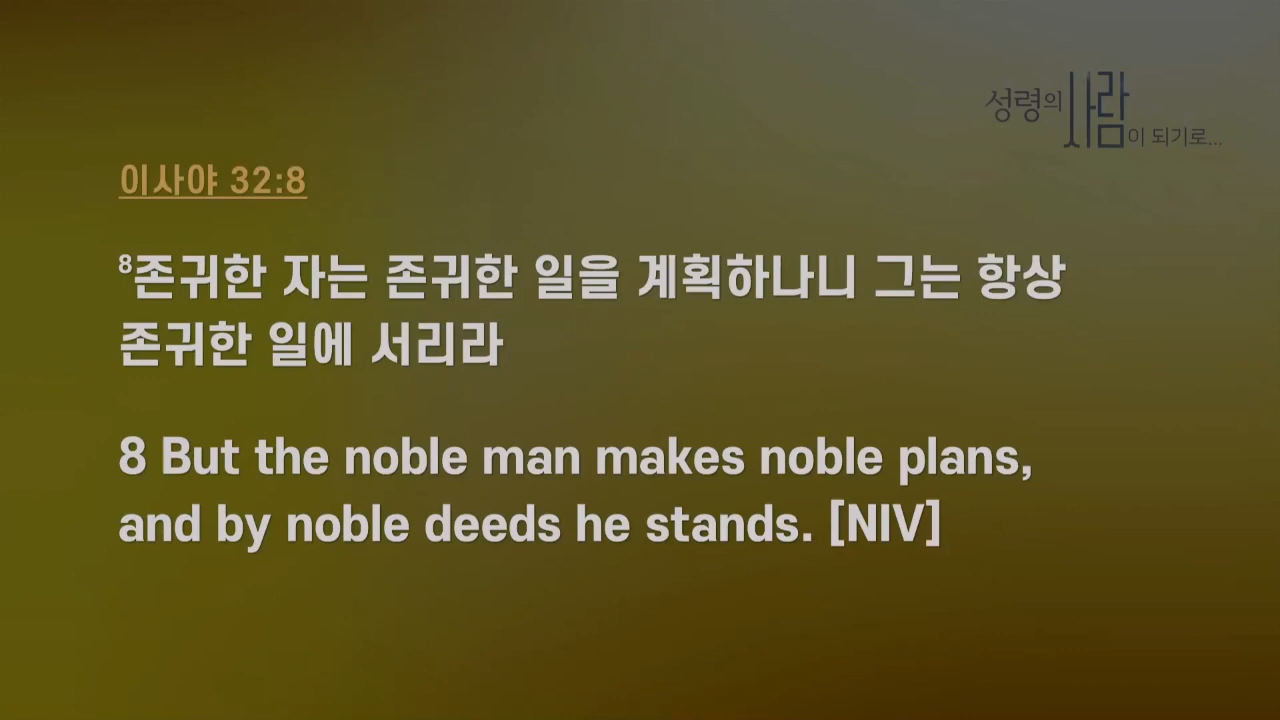 성령의 사람이 되기로...
이사야 32:8
8존귀한 자는 존귀한 일을 계획하나니 그는 항상
존귀한 일에 서리라
8 But the noble man makes noble plans,
and by noble deeds he stands. [NIV]